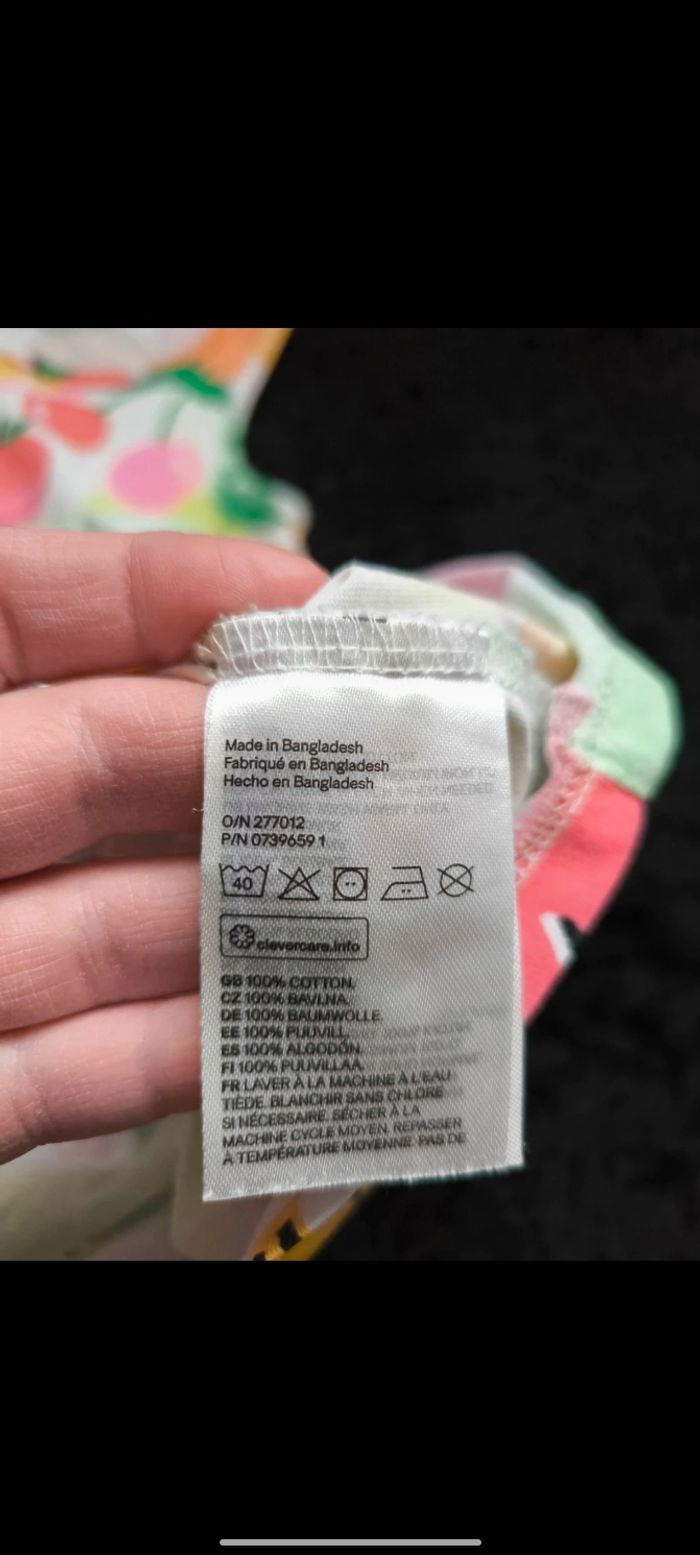 Made in Bangladesh
Fabriqué en Bangladesh
Hecho en Bangladesh
O/N 277012
P/N 0739659 1
40
clevercare.info
GB 100% COTTON.
CZ 100% BAVLNA.
DE 100% BAUMWOLLE.
EE 100% PUUVILL.
ES 100% ALGODÓN.
FI 100% PUUVILLAA.
FR LAVER À LA MACHINE À L'EAU
TIÈDE. BLANCHIR SANS CHLORE
SI NÉCESSAIRE. SÉCHER À LA
MACHINE CYCLE MOYEN. REPASSER
À TEMPÉRATURE MOYENNE. PAS DE